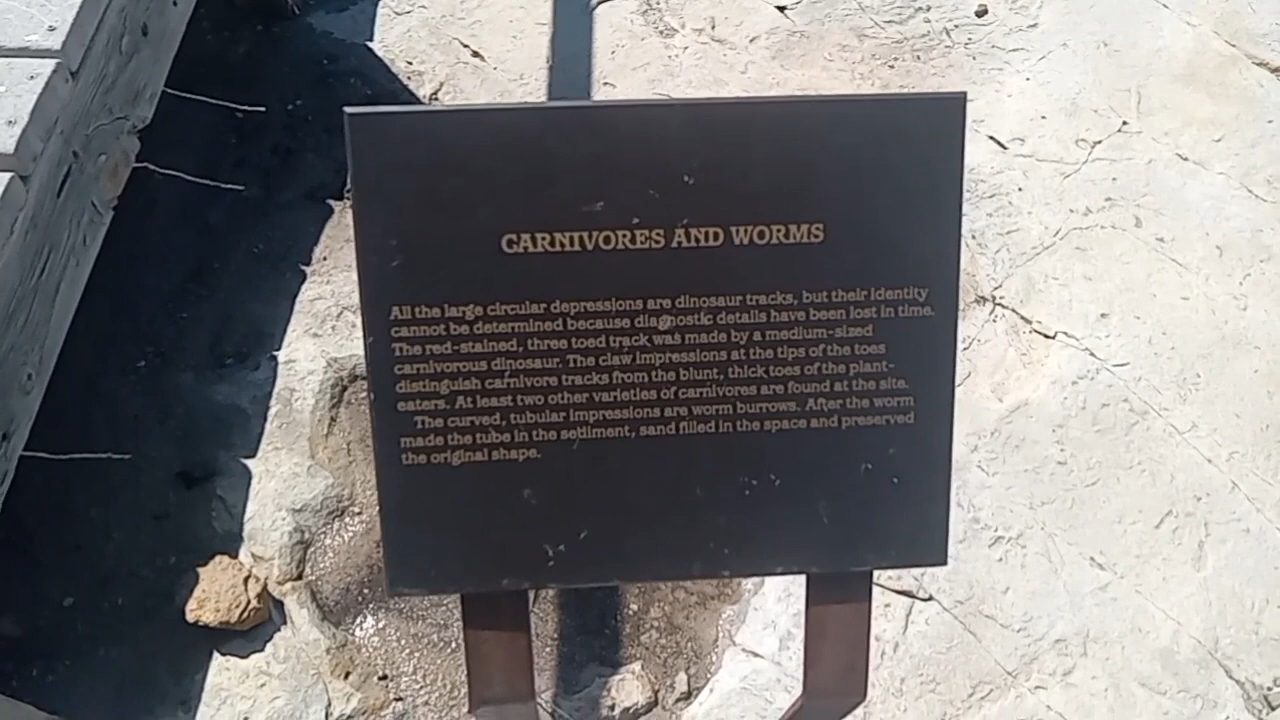 CARNIVORES AND WORMS
All the large circular depressions are dinosaur tracks, but their identity
cannot be determined because diagnostic details have been lost in time.
The red-stained, three toed track was made by a medium-sized
carnivorous dinosaur. The claw impressions at the tips of the toes
distinguish carnivore tracks from the blunt, thick toes of the plant-
eaters. At least two other varieties of carnivores are found at the site.
The curved, tubular impressions are worm burrows. After the worm
made the tube in the sediment, sand filled in the space and preserved
the original shape.